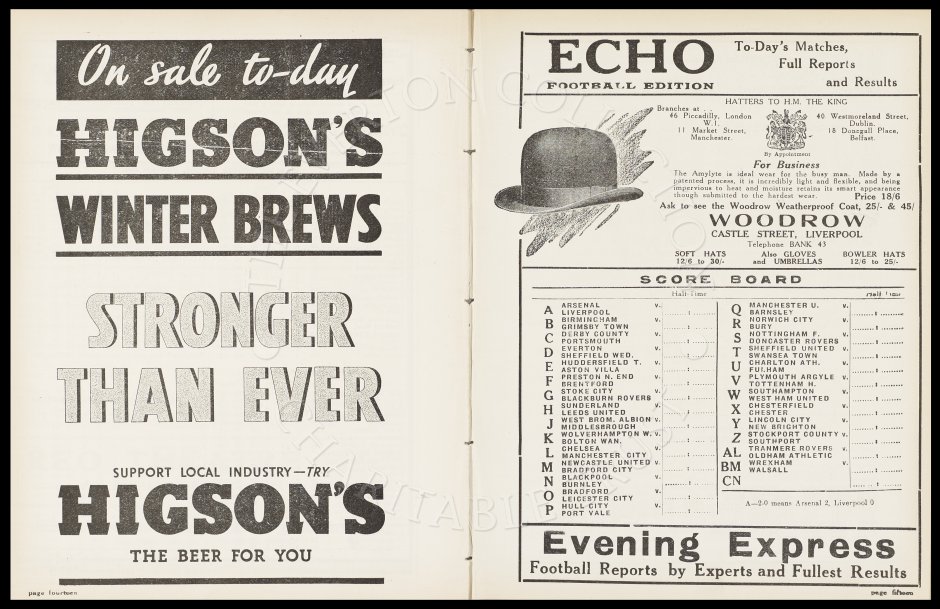 On sale to-day
HIGSON'S
WINTER BREWS
STRONGER
THAN EVER
SUPPORT LOCAL INDUSTRY—TRY
HIGSON'S
THE BEER FOR YOU
page fourteen
ECHO
FOOTBALL EDITION
To-Day's Matches,
Full Reports
and Results
HATTERS TO H.M. THE KING
Branches at . .
46 Piccadilly, London
W.1.
11 Market Street,
Manchester.
40 Westmoreland Street,
Dublin.
18 Donegall Place,
Belfast.
By Appointment
For Business
The Amylyte is ideal wear for the busy man. Made by a
patented process, it is incredibly light and flexible, and being
impervious to heat and moisture retains its smart appearance
though submitted to the hardest wear. Price 18/6
Ask to see the Woodrow Weatherproof Coat, 25/- & 45/
WOODROW
CASTLE STREET, LIVERPOOL
Telephone BANK 43
SOFT HATS
12/6 to 30/-
Also GLOVES
and UMBRELLAS
BOWLER HATS
12/6 to 25/-
SCORE BOARD
Half-Time
A ARSENAL v.
LIVERPOOL
B BIRMINGHAM v.
GRIMSBY TOWN
C DERBY COUNTY v.
PORTSMOUTH
D EVERTON v.
SHEFFIELD WED.
E HUDDERSFIELD T. v.
ASTON VILLA
F PRESTON N. END v.
BRENTFORD
G STOKE CITY v.
BLACKBURN ROVERS
H SUNDERLAND v.
LEEDS UNITED
J WEST BROM. ALBION v.
MIDDLESBROUGH
K WOLVERHAMPTON W. v.
BOLTON WAN.
L CHELSEA v.
MANCHESTER CITY
M NEWCASTLE UNITED v.
BRADFORD CITY
N BLACKPOOL v.
BURNLEY
O BRADFORD v.
LEICESTER CITY
P HULL CITY v.
PORT VALE
Half Time
Q MANCHESTER U. v.
BARNSLEY
R NORWICH CITY v.
BURY
S NOTTINGHAM F. v.
DONCASTER ROVERS
T SHEFFIELD UNITED v.
SWANSEA TOWN
U CHARLTON ATH. v.
FULHAM
V PLYMOUTH ARGYLE v.
TOTTENHAM H.
W SOUTHAMPTON v.
WEST HAM UNITED
X CHESTERFIELD v.
CHESTER
Y LINCOLN CITY v.
NEW BRIGHTON
Z STOCKPORT COUNTY v.
SOUTHPORT
AL TRANMERE ROVERS v.
OLDHAM ATHLETIC
BM WREXHAM v.
WALSALL
CN
A—2-0 means Arsenal 2, Liverpool 0
Evening Express
Football Reports by Experts and Fullest Results
page fifteen